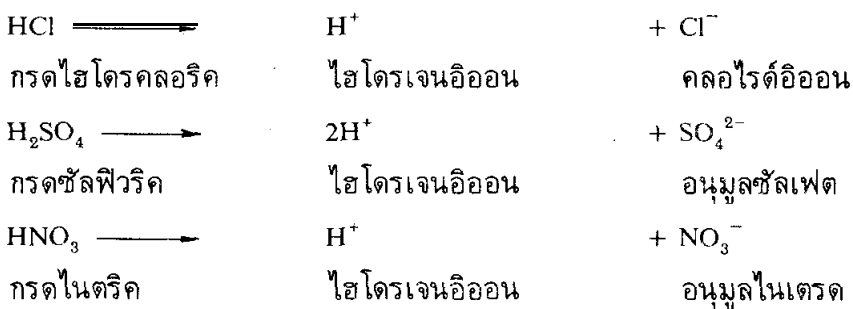 HCl ⟶ H⁺ + Cl⁻
กรดไฮโดรคลอริค ไฮโดรเจนอิออน คลอไรด์อิออน
H₂SO₄ ⟶ 2H⁺ + SO₄²⁻
กรดซัลฟิวริค ไฮโดรเจนอิออน อนุมูลซัลเฟต
HNO₃ ⟶ H⁺ + NO₃⁻
กรดไนตริค ไฮโดรเจนอิออน อนุมูลไนเตรด